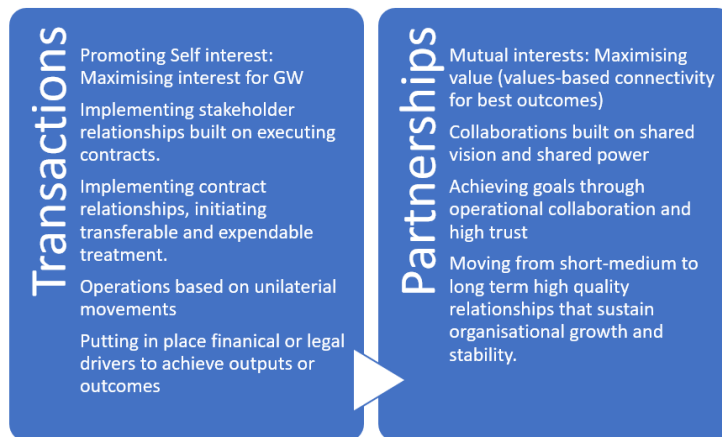 Transactions
Promoting Self interest:
Maximising interest for GW
Implementing stakeholder
relationships built on executing
contracts.
Implementing contract
relationships, initiating
transferable and expendable
treatment.
Operations based on unilaterial
movements
Putting in place finanical or legal
drivers to achieve outputs or
outcomes
Partnerships
Mutual interests: Maximising
value (values-based connectivity
for best outcomes)
Collaborations built on shared
vision and shared power
Achieving goals through
operational collaboration and
high trust
Moving from short-medium to
long term high quality
relationships that sustain
organisational growth and
stability.